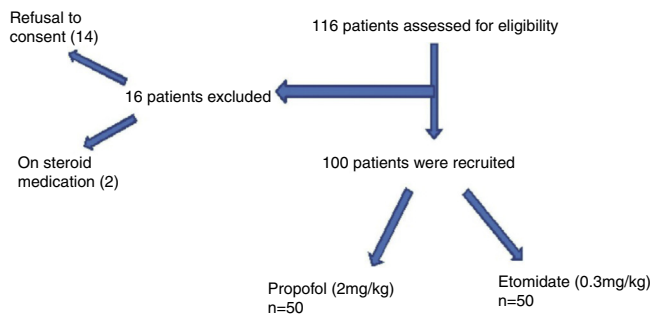 Refusal to
consent (14)
116 patients assessed for eligibility
16 patients excluded
On steroid
medication (2)
100 patients were recruited
Propofol (2mg/kg)
n=50
Etomidate (0.3mg/kg)
n=50